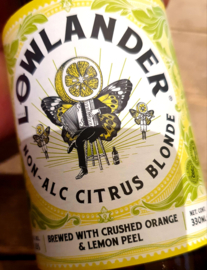 LOWLANDER
NON-ALC CITRUS BLONDE
BREWED WITH CRUSHED ORANGE
& LEMON PEEL
330ML